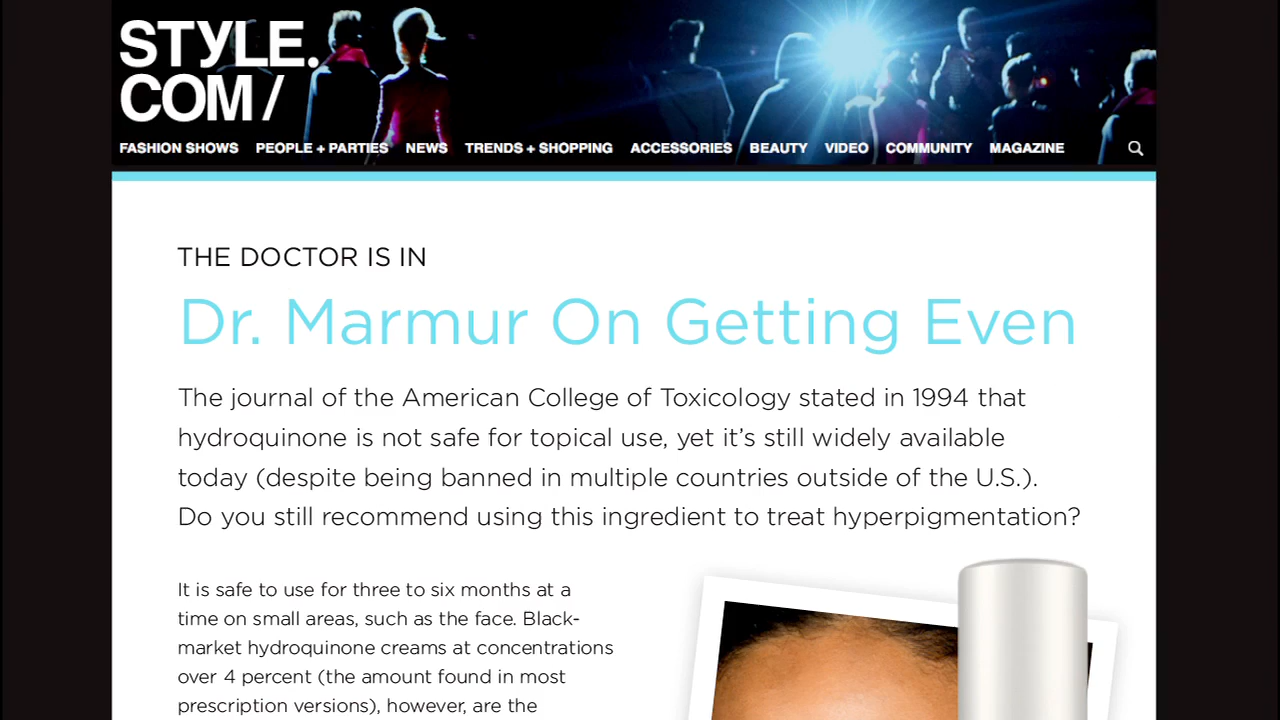 STYLE.
COM/
FASHION SHOWS PEOPLE + PARTIES NEWS TRENDS + SHOPPING ACCESSORIES BEAUTY VIDEO COMMUNITY MAGAZINE
THE DOCTOR IS IN
Dr. Marmur On Getting Even
The journal of the American College of Toxicology stated in 1994 that
hydroquinone is not safe for topical use, yet it’s still widely available
today (despite being banned in multiple countries outside of the U.S.).
Do you still recommend using this ingredient to treat hyperpigmentation?
It is safe to use for three to six months at a
time on small areas, such as the face. Black-
market hydroquinone creams at concentrations
over 4 percent (the amount found in most
prescription versions), however, are the